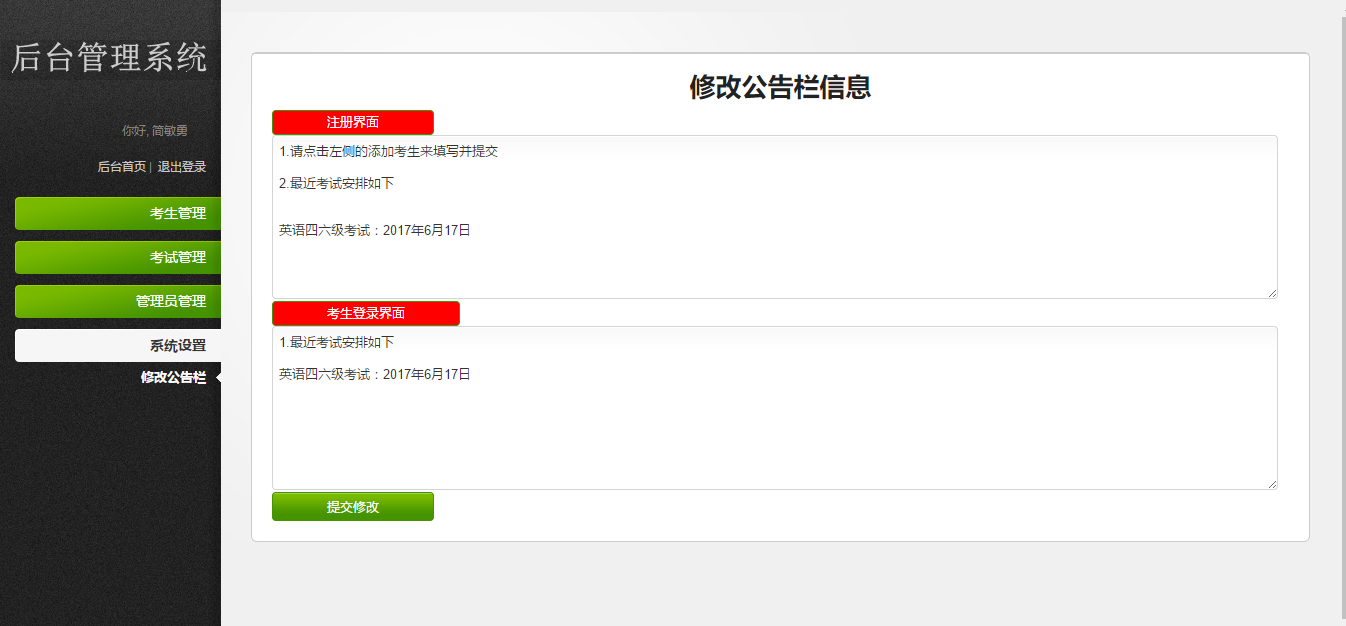 后台管理系统
你好, 简敏勇
后台首页 | 退出登录
考生管理
考试管理
管理员管理
系统设置
修改公告栏
修改公告栏信息
注册界面
1.请点击左侧的添加考生来填写并提交
2.最近考试安排如下
英语四六级考试：2017年6月17日
考生登录界面
1.最近考试安排如下
英语四六级考试：2017年6月17日
提交修改